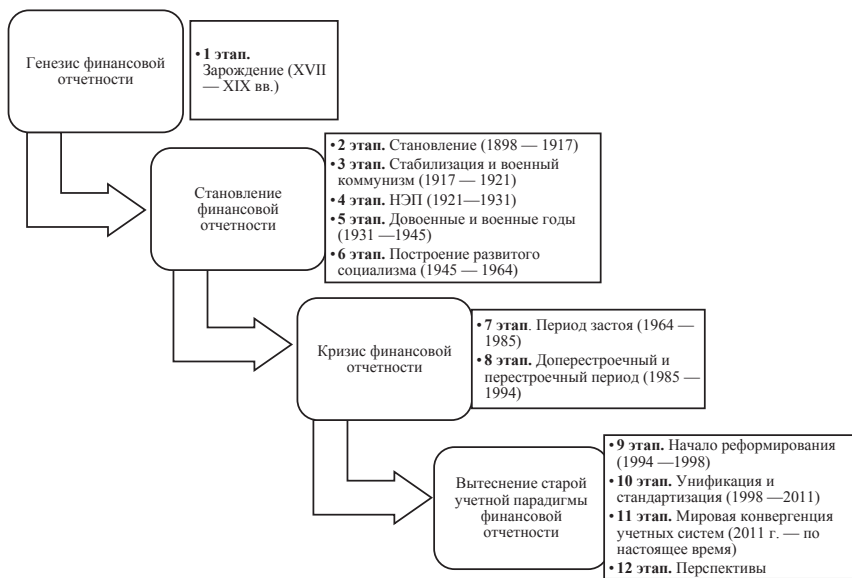 Генезис финансовой
отчетности
• 1 этап.
Зарождение (XVII
— XIX вв.)
Становление
финансовой
отчетности
• 2 этап. Становление (1898 — 1917)
• 3 этап. Стабилизация и военный
коммунизм (1917 — 1921)
• 4 этап. НЭП (1921—1931)
• 5 этап. Довоенные и военные годы
(1931 —1945)
• 6 этап. Построение развитого
социализма (1945 — 1964)
Кризис финансовой
отчетности
• 7 этап. Период застоя (1964 —
1985)
• 8 этап. Доперестроечный и
перестроечный период (1985 —
1994)
Вытеснение старой
учетной парадигмы
финансовой
отчетности
• 9 этап. Начало реформирования
(1994 —1998)
• 10 этап. Унификация и
стандартизация (1998 —2011)
• 11 этап. Мировая конвергенция
учетных систем (2011 г. — по
настоящее время)
• 12 этап. Перспективы